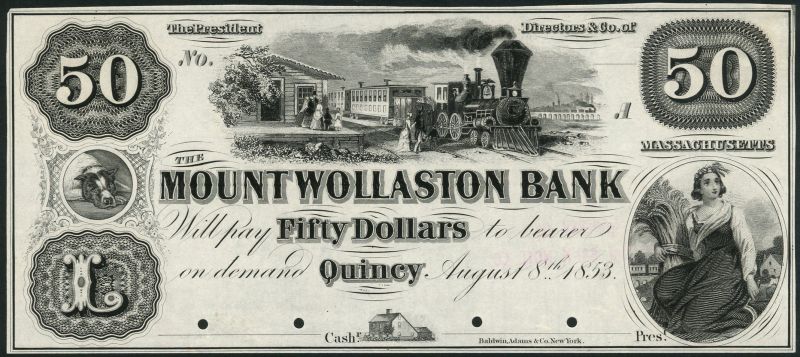 The President Directors & Co. of
50 No. A 50
MASSACHUSETTS
THE
MOUNT WOLLASTON BANK
Will pay Fifty Dollars to bearer
on demand Quincy, August 8th 1853.
L
Cashr. Baldwin, Adams & Co. New York. Prest.